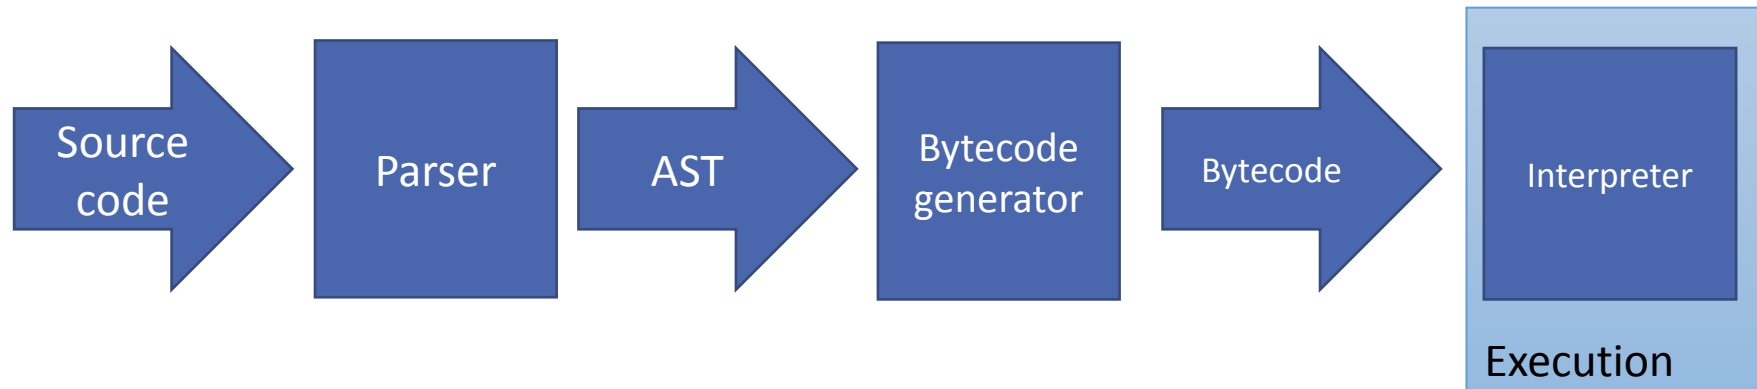 Source
code
Parser
AST
Bytecode
generator
Bytecode
Interpreter
Execution